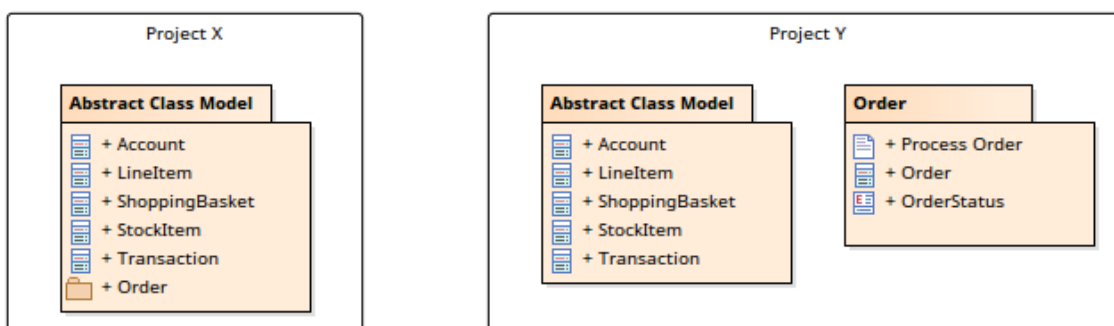 Project X
Abstract Class Model
+ Account
+ LineItem
+ ShoppingBasket
+ StockItem
+ Transaction
+ Order
Project Y
Abstract Class Model
+ Account
+ LineItem
+ ShoppingBasket
+ StockItem
+ Transaction
Order
+ Process Order
+ Order
E
+ OrderStatus